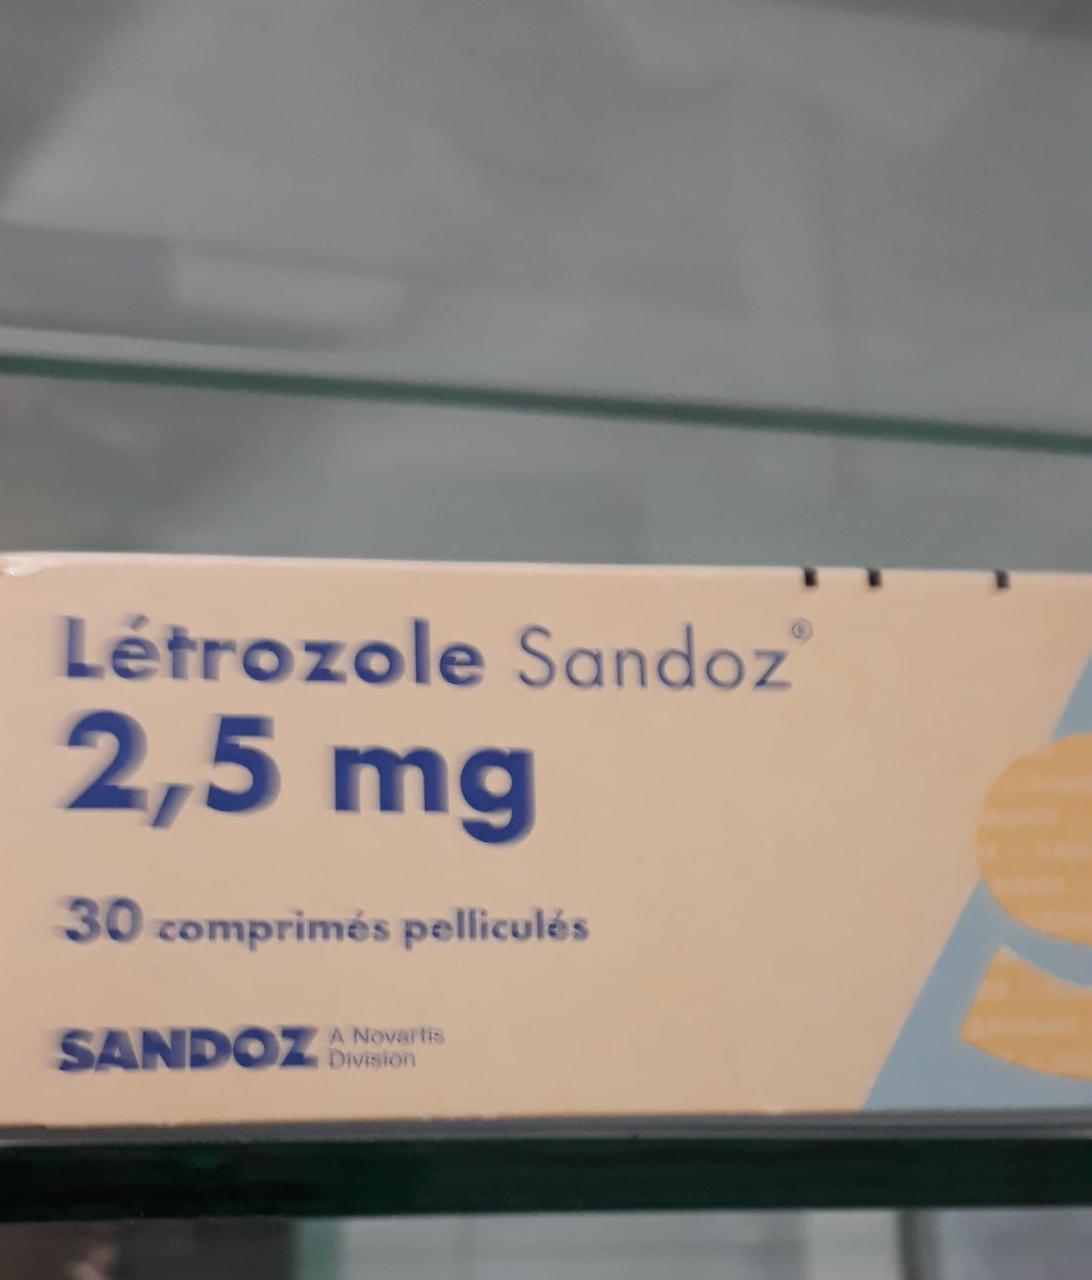 Létrozole Sandoz®
2,5 mg
30 comprimés pelliculés
SANDOZ A Novartis
Division